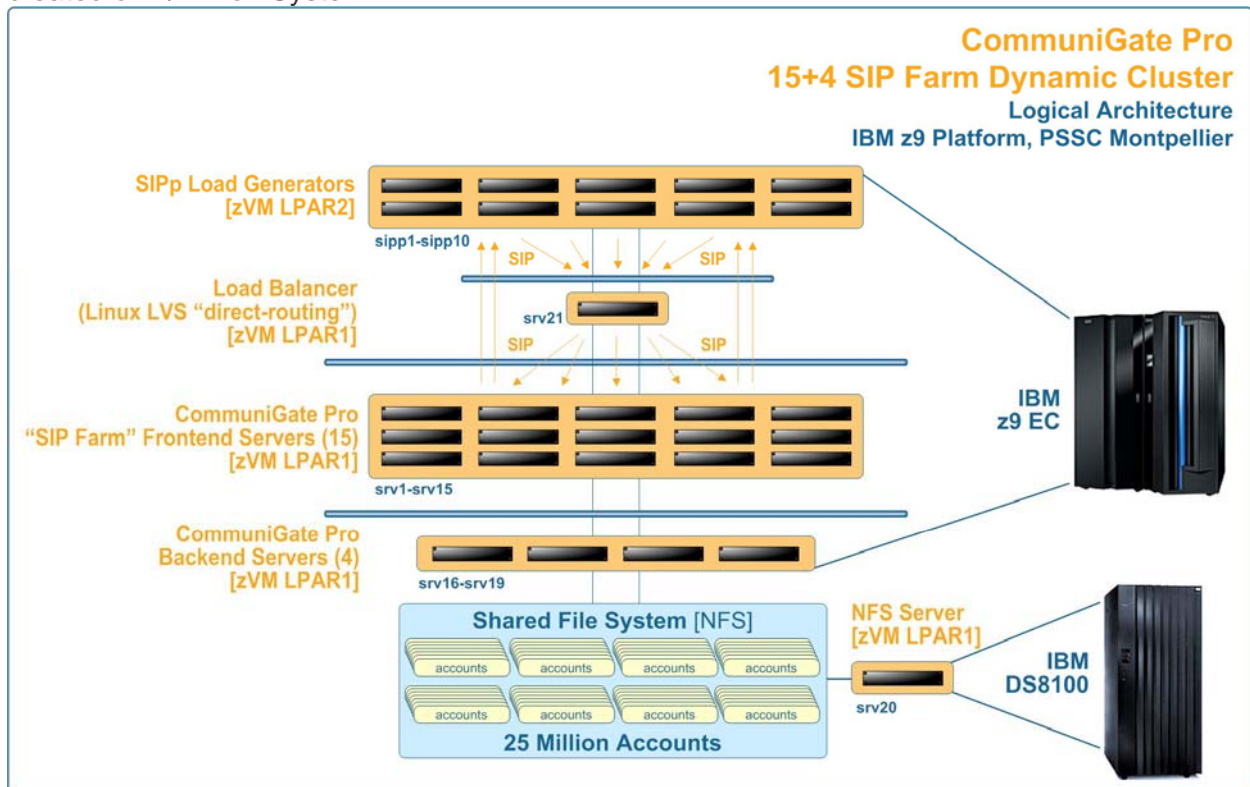 CommuniGate Pro
15+4 SIP Farm Dynamic Cluster
Logical Architecture
IBM z9 Platform, PSSC Montpellier
SIPp Load Generators
[zVM LPAR2]
sipp1-sipp10
SIP
SIP
Load Balancer
(Linux LVS “direct-routing”)
[zVM LPAR1]
srv21
SIP
SIP
CommuniGate Pro
“SIP Farm” Frontend Servers (15)
[zVM LPAR1]
srv1-srv15
IBM
z9 EC
CommuniGate Pro
Backend Servers (4)
[zVM LPAR1]
srv16-srv19
Shared File System [NFS]
accounts
accounts
accounts
accounts
accounts
accounts
accounts
accounts
25 Million Accounts
NFS Server
[zVM LPAR1]
srv20
IBM
DS8100